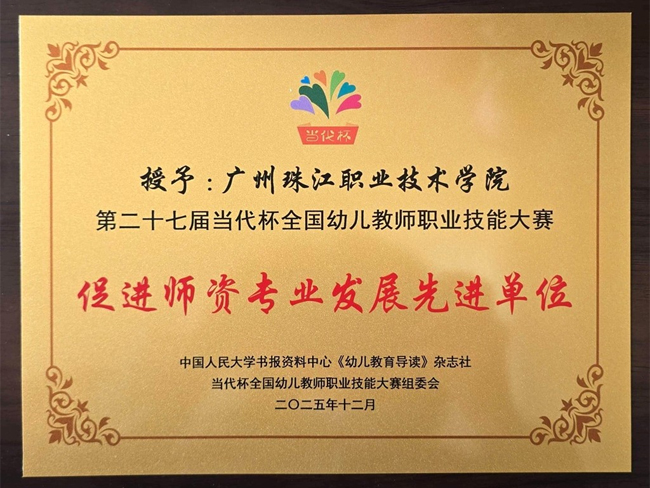 当代杯
授予：广州珠江职业技术学院
第二十七届当代杯全国幼儿教师职业技能大赛
促进师资专业发展先进单位
中国人民大学书报资料中心《幼儿教育导读》杂志社
当代杯全国幼儿教师职业技能大赛组委会
二〇二五年十二月